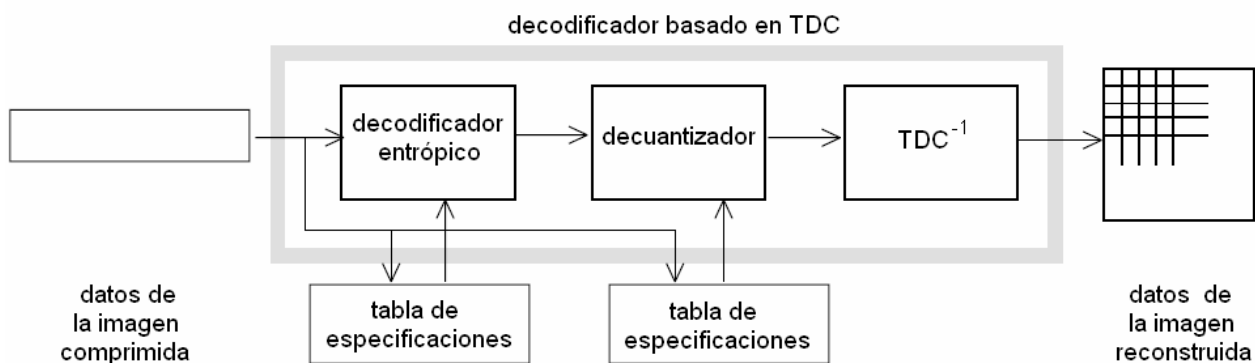 decodificador basado en TDC
decodificador
entrópico
decuantizador
TDC⁻¹
datos de
la imagen
comprimida
tabla de
especificaciones
tabla de
especificaciones
datos de
la imagen
reconstruida